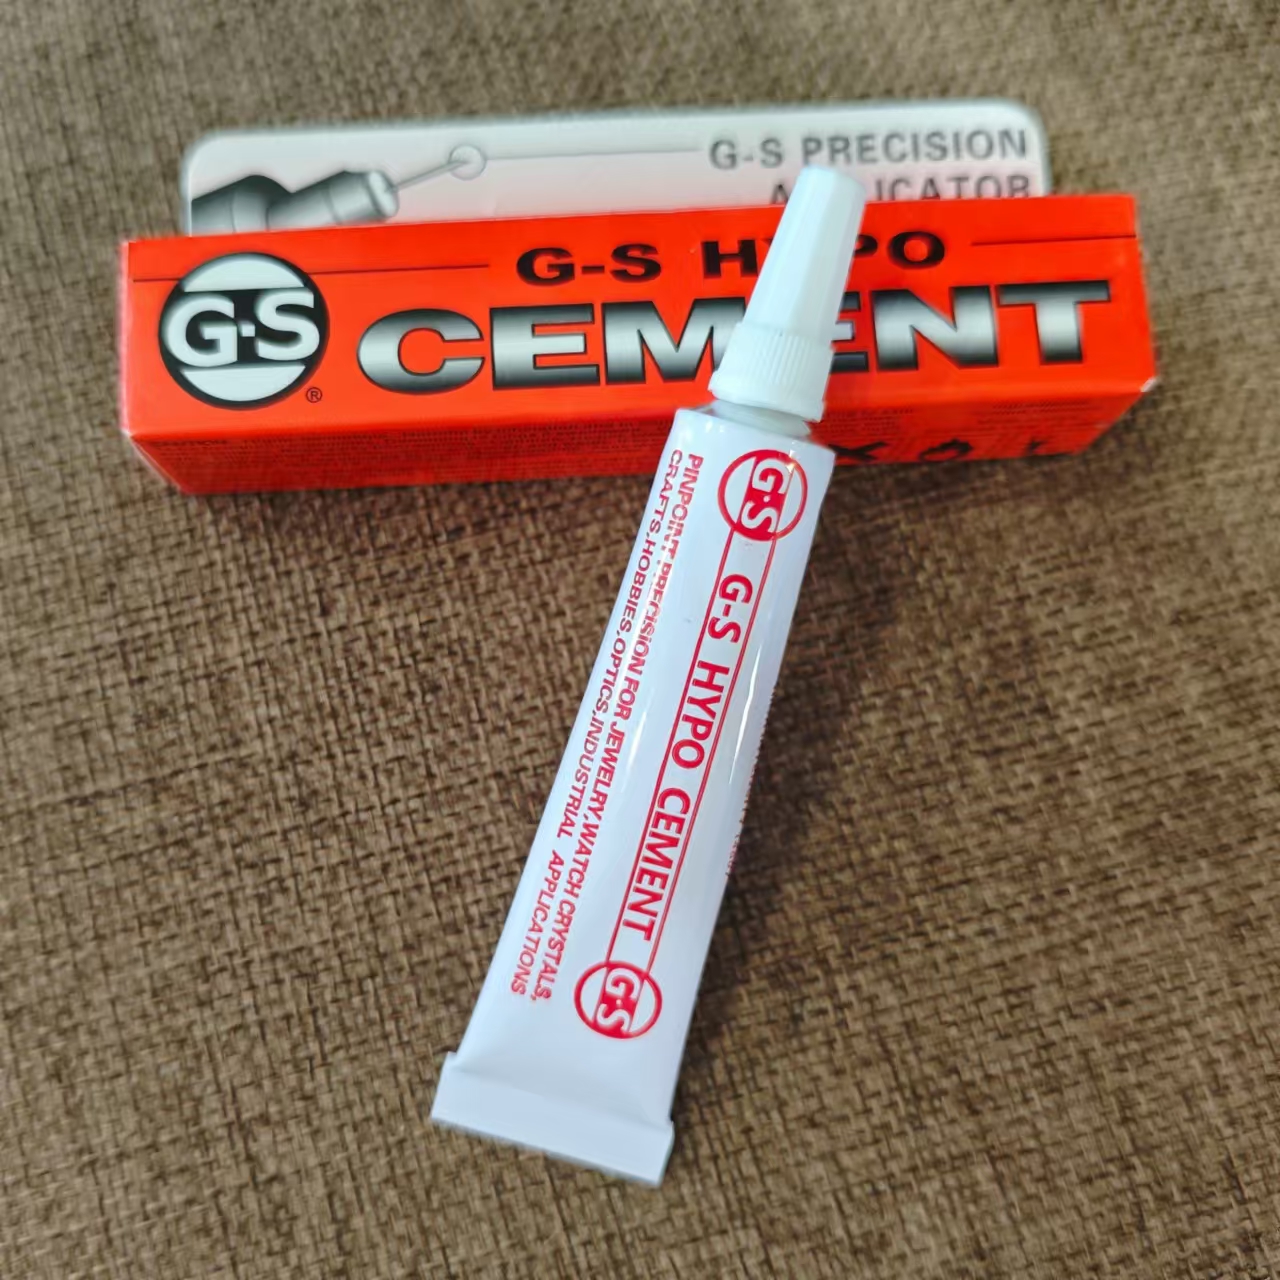 G-S PRECISION
G-S HYPO
G-S
CEMENT
®
G-S
G-S HYPO CEMENT
G-S
PINPOINT PRECISION FOR JEWELRY,WATCH CRYSTALS,
CRAFTS,HOBBIES,OPTICS,INDUSTRIAL APPLICATIONS